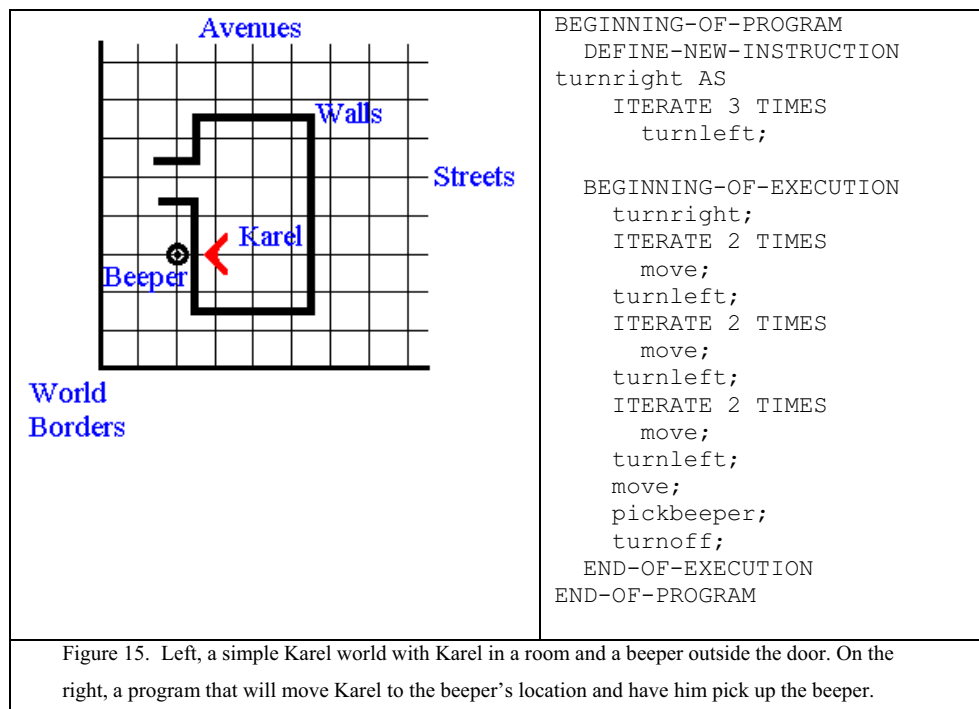 Avenues
Walls
Streets
Karel
Beeper
World
Borders
BEGINNING-OF-PROGRAM
  DEFINE-NEW-INSTRUCTION
turnright AS
    ITERATE 3 TIMES
      turnleft;
  BEGINNING-OF-EXECUTION
    turnright;
    ITERATE 2 TIMES
      move;
    turnleft;
    ITERATE 2 TIMES
      move;
    turnleft;
    ITERATE 2 TIMES
      move;
    turnleft;
    move;
    pickbeeper;
    turnoff;
  END-OF-EXECUTION
END-OF-PROGRAM
Figure 15.  Left, a simple Karel world with Karel in a room and a beeper outside the door. On the
right, a program that will move Karel to the beeper's location and have him pick up the beeper.